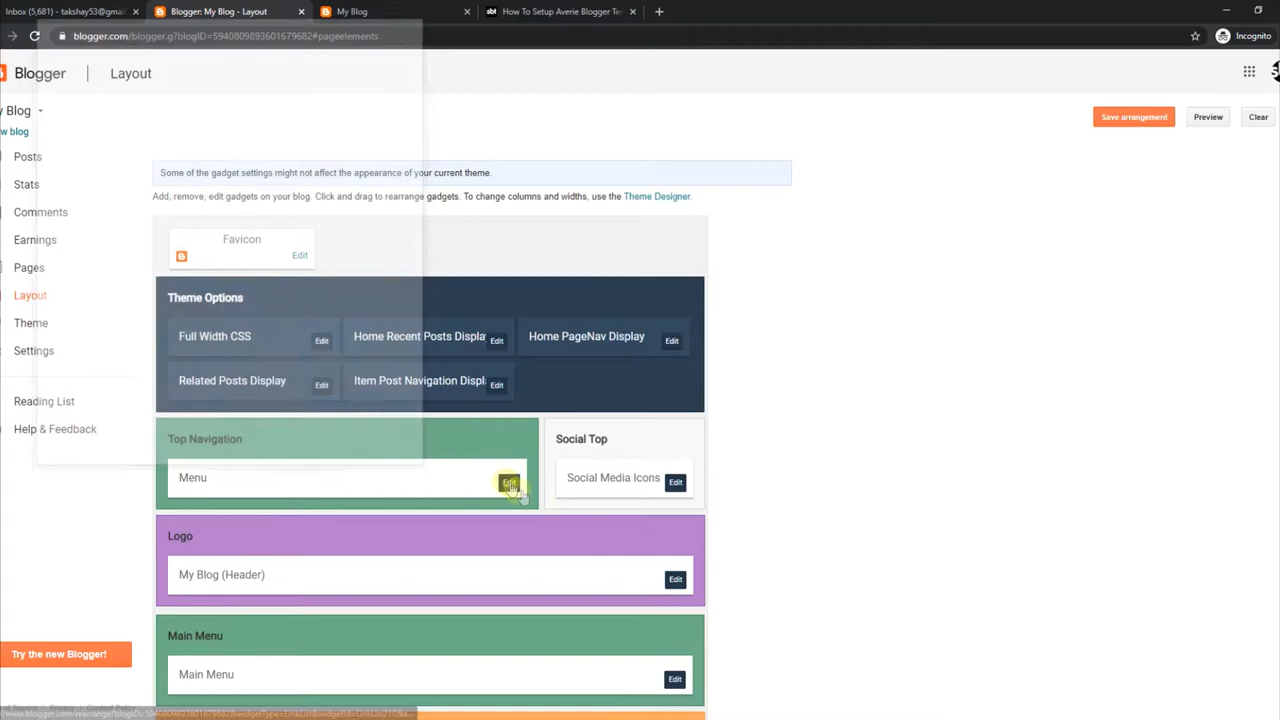 Inbox (5,681) - takshay53@gmail
Blogger: My Blog - Layout
My Blog
How To Setup Averie Blogger Te
blogger.com/blogger.g?blogID=5940809893601679682#pageelements
Incognito
Blogger
Layout
y Blog
w blog
Save arrangement
Preview
Clear
Posts
Stats
Comments
Earnings
Pages
Layout
Theme
Settings
Reading List
Help & Feedback
Try the new Blogger!
Some of the gadget settings might not affect the appearance of your current theme.
Add, remove, edit gadgets on your blog. Click and drag to rearrange gadgets. To change columns and widths, use the Theme Designer.
Favicon
Edit
Theme Options
Full Width CSS
Edit
Home Recent Posts Displa
Edit
Home PageNav Display
Edit
Related Posts Display
Edit
Item Post Navigation Displ
Edit
Top Navigation
Menu
Edit
Social Top
Social Media Icons
Edit
Logo
My Blog (Header)
Edit
Main Menu
Main Menu
Edit